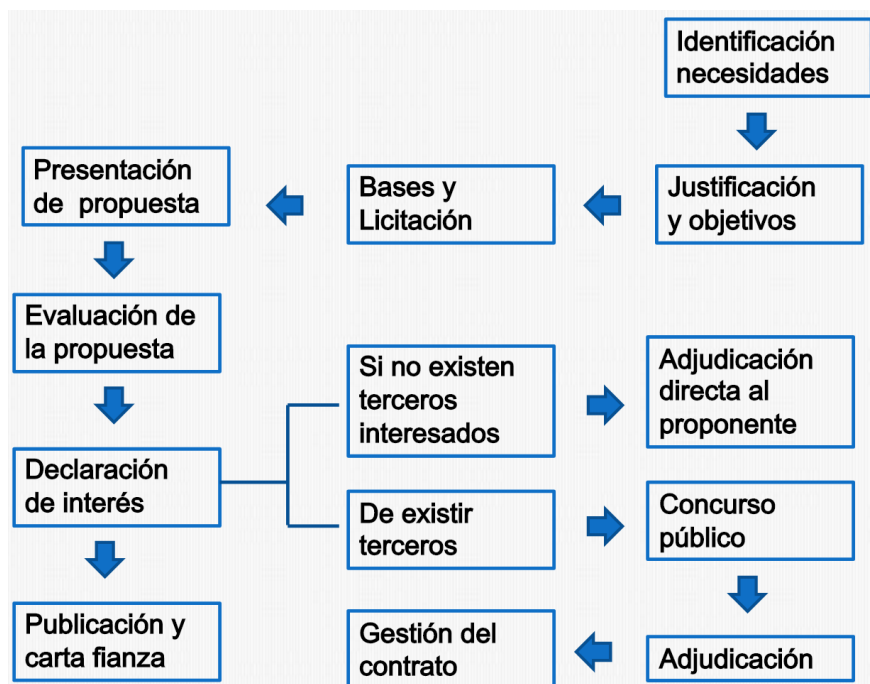 Identificación
necesidades
Justificación
y objetivos
Bases y
Licitación
Presentación
de propuesta
Evaluación de
la propuesta
Declaración
de interés
Publicación y
carta fianza
Si no existen
terceros
interesados
Adjudicación
directa al
proponente
De existir
terceros
Concurso
público
Adjudicación
Gestión del
contrato